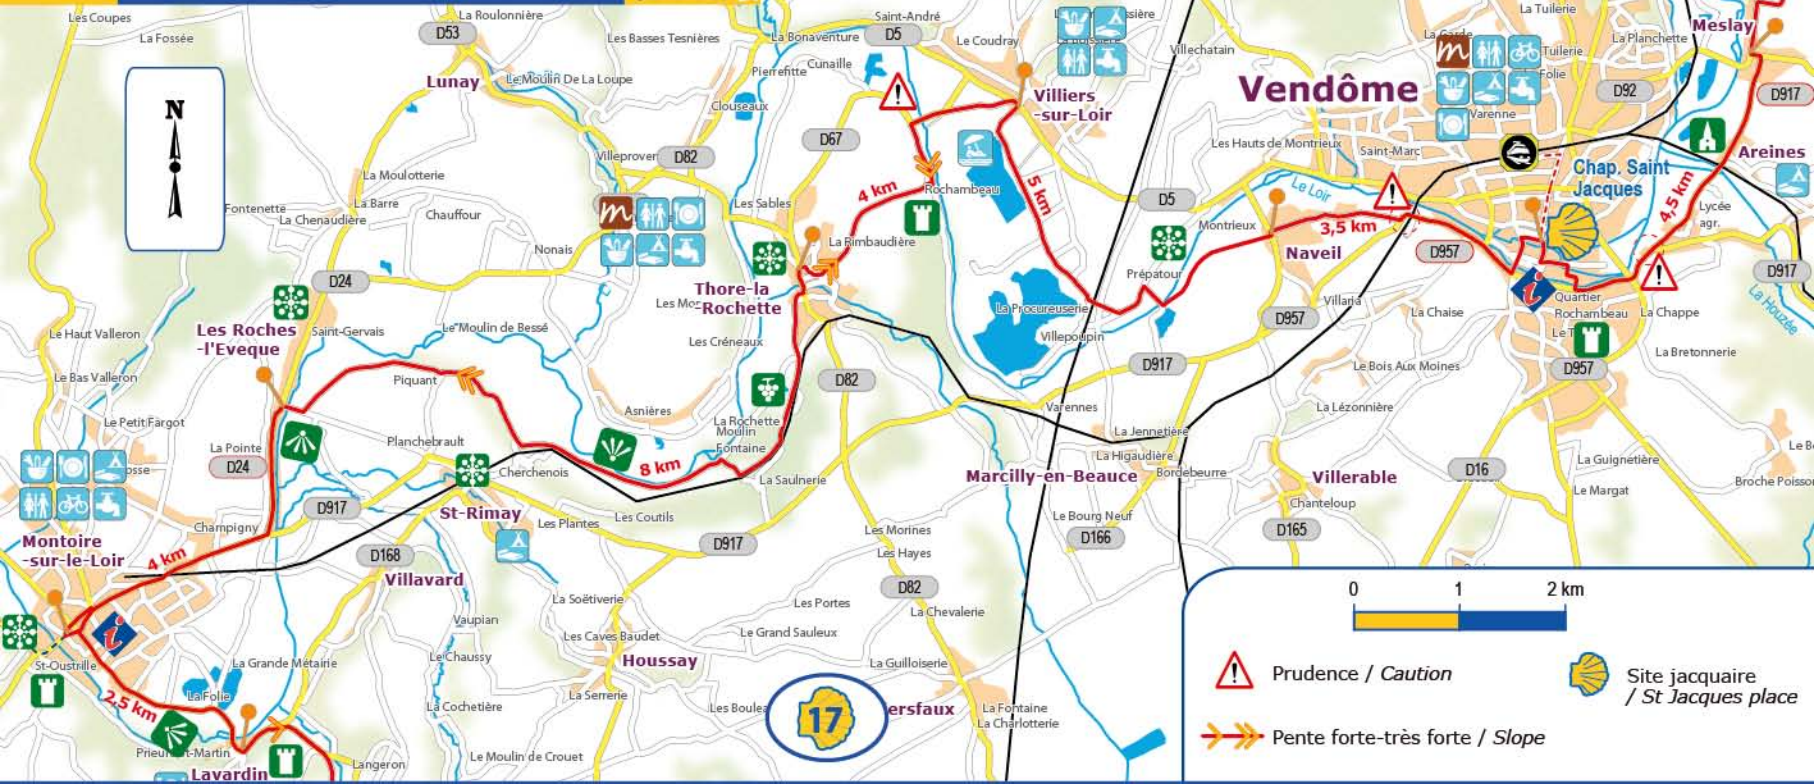 Les Coupes
La Fossée
La Roulonnière
D53
Les Basses Tesnières
Saint-André
La Bonaventure
D5
Le Coudray
Cunaille
Pierrefitte
Villechatain
La Tuilerie
La Planchette
Meslay
Tuilerie
Folie
D92
D917
Lunay
Le Moulin De La Loupe
Clouseaux
Villiers
-sur-Loir
Vendôme
Varenne
N
D67
Villeprover
D82
La Moulotterie
Les Hauts de Montrieux
Saint-Marc
Chap. Saint
Jacques
Areines
Fontenette
La Barre
La Chenaudière
Chauffour
Nonais
m
m
Les Sables
4 km
Rochambeau
5 km
D5
Le Loir
Montrieux
3,5 km
Naveil
D957
4,5 km
Lycée
agr.
La Rimbaudière
Prépatour
D24
Thore-la
-Rochette
La Procureuserie
Villepoupin
Villaria
D957
La Chaise
Quartier
Rochambeau
La Chappe
D917
La Houzée
Les Roches
-l'Eveque
Saint-Gervais
Le Moulin de Bessé
Les Créneaux
Le Haut Valleron
Le Bas Valleron
Piquant
D82
D917
Le Bois Aux Moines
D957
La Bretonnerie
Le Petit Fargot
Asnières
La Rochette
Moulin
Fontaine
Varennes
La Lézonnière
La Pointe
D24
Planchebrault
Cherchenois
8 km
La Saulnerie
La Jennetière
La Higaudière
Bordebeurre
Marcilly-en-Beauce
Villerable
D16
La Guignetière
Chanteloup
Le Margat
D917
Champigny
St-Rimay
Les Plantes
Les Coutils
D917
Les Morines
Les Hayes
Le Bourg Neuf
D166
D165
Montoire
-sur-le-Loir
4 km
D168
Villavard
La Soëtiverie
Les Portes
D82
La Chevalerie
Vaupian
Les Caves Baudet
Le Grand Sauleux
St-Oustrille
La Grande Métairie
Le Chaussy
Houssay
La Guilloiserie
2,5 km
La Folie
La Cochetière
La Serrerie
17
ersfaux
La Fontaine
La Charlotterie
Lavardin
Langeron
Le Moulin de Crouet
0 1 2 km
Prudence / Caution
Site jacquaire
/ St Jacques place
Pente forte-très forte / Slope